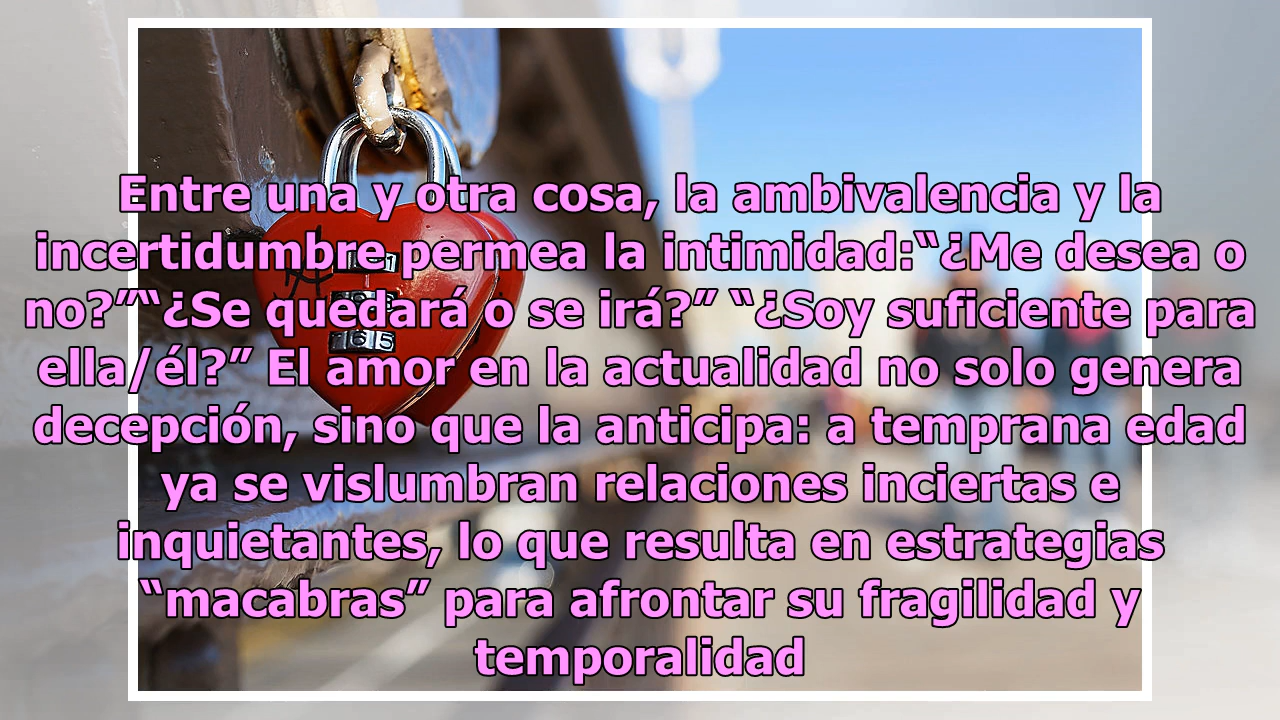 Entre una y otra cosa, la ambivalencia y la
incertidumbre permea la intimidad:“¿Me desea o
no?”“¿Se quedará o se irá?” “¿Soy suficiente para
ella/él?” El amor en la actualidad no solo genera
decepción, sino que la anticipa: a temprana edad
ya se vislumbran relaciones inciertas e
inquietantes, lo que resulta en estrategias
“macabras” para afrontar su fragilidad y
temporalidad